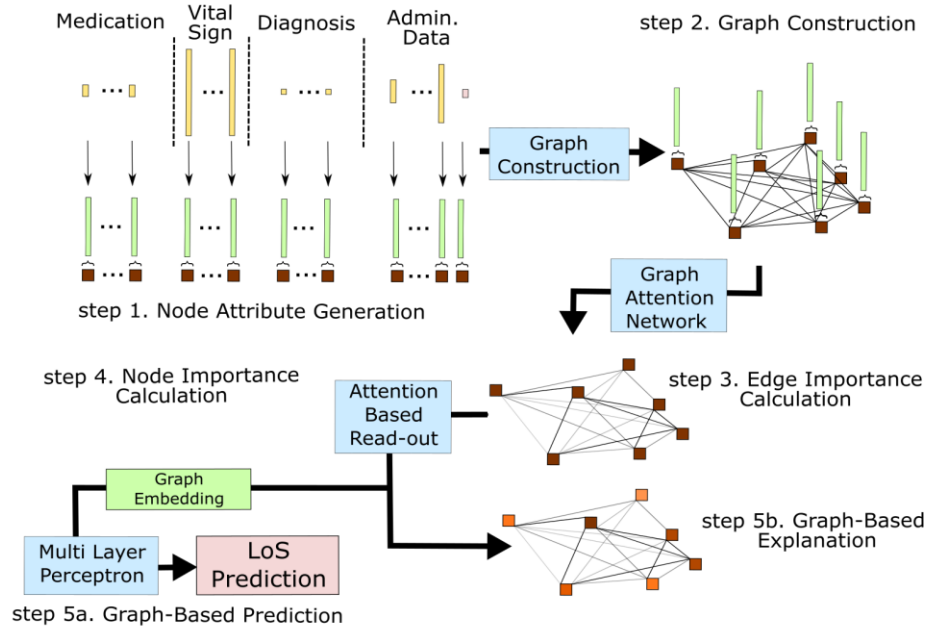 Medication
Vital
Sign
Diagnosis
Admin.
Data
step 2. Graph Construction
Graph
Construction
step 1. Node Attribute Generation
Graph
Attention
Network
step 4. Node Importance
Calculation
Attention
Based
Read-out
step 3. Edge Importance
Calculation
Graph
Embedding
step 5b. Graph-Based
Explanation
Multi Layer
Perceptron
LoS
Prediction
step 5a. Graph-Based Prediction